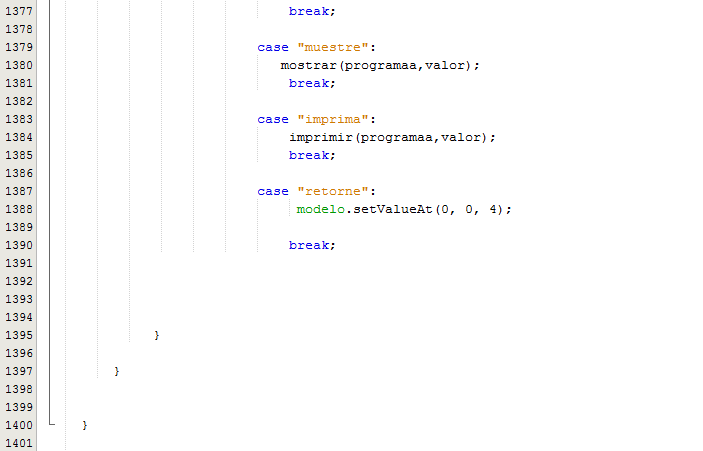 1377 break;
1378
1379 case "muestre":
1380 mostrar(programaa,valor);
1381 break;
1382
1383 case "imprima":
1384 imprimir(programaa,valor);
1385 break;
1386
1387 case "retorne":
1388 modelo.setValueAt(0, 0, 4);
1389
1390 break;
1391
1392
1393
1394
1395 }
1396
1397 }
1398
1399
1400 }
1401